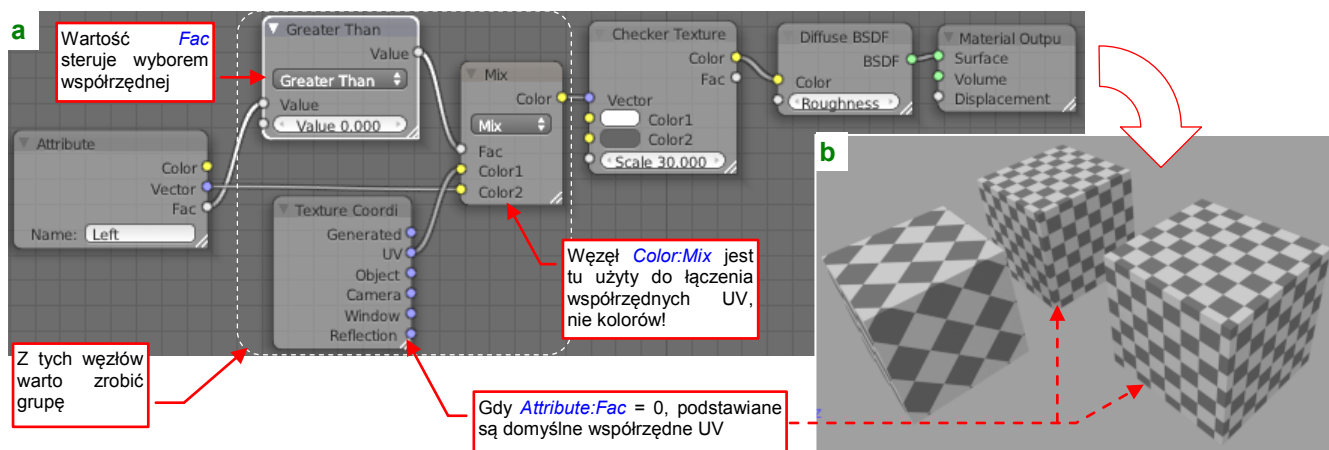 a
Wartość Fac
steruje wyborem
współrzędnej
Greater Than
Value
Greater Than
Value
Value 0.000
Attribute
Color
Vector
Fac
Name: Left
Mix
Color
Mix
Fac
Color1
Color2
Texture Coordi
Generated
UV
Object
Camera
Window
Reflection
Checker Texture
Color
Fac
Vector
Color1
Color2
Scale 30.000
Diffuse BSDF
BSDF
Color
Roughness
Material Outpu
Surface
Volume
Displacement
b
Węzeł Color:Mix jest
tu użyty do łączenia
współrzędnych UV,
nie kolorów!
Z tych węzłów
warto zrobić
grupę
Gdy Attribute:Fac = 0, podstawiane
są domyślne współrzędne UV
z